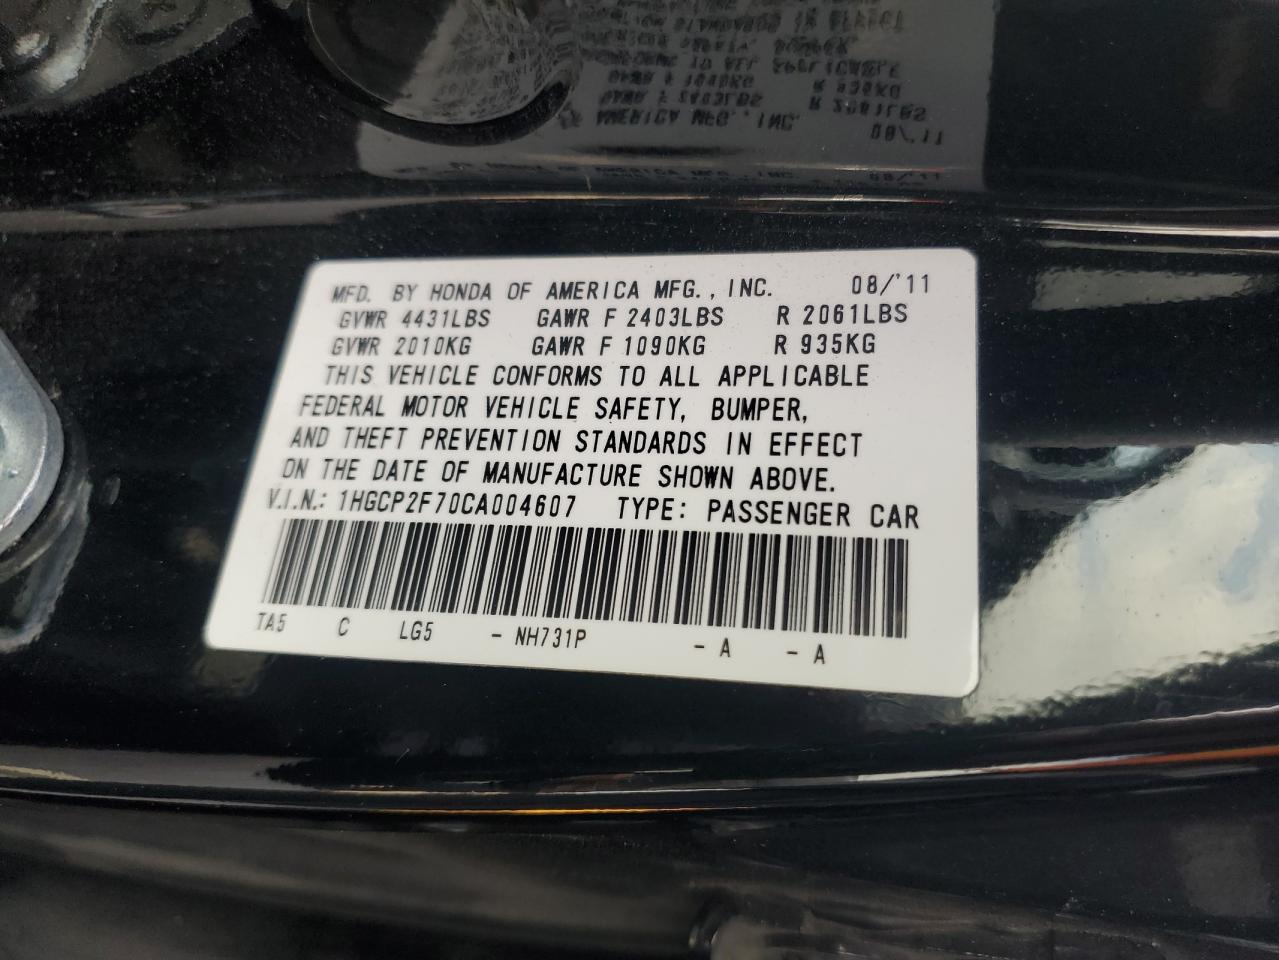 MFD. BY HONDA OF AMERICA MFG., INC. 08/'11
GVWR 4431LBS GAWR F 2403LBS R 2061LBS
GVWR 2010KG GAWR F 1090KG R 935KG
THIS VEHICLE CONFORMS TO ALL APPLICABLE
FEDERAL MOTOR VEHICLE SAFETY, BUMPER,
AND THEFT PREVENTION STANDARDS IN EFFECT
ON THE DATE OF MANUFACTURE SHOWN ABOVE.
V.I.N.: 1HGCP2F70CA004607 TYPE: PASSENGER CAR
TA5 C LG5 - NH731P - A - A